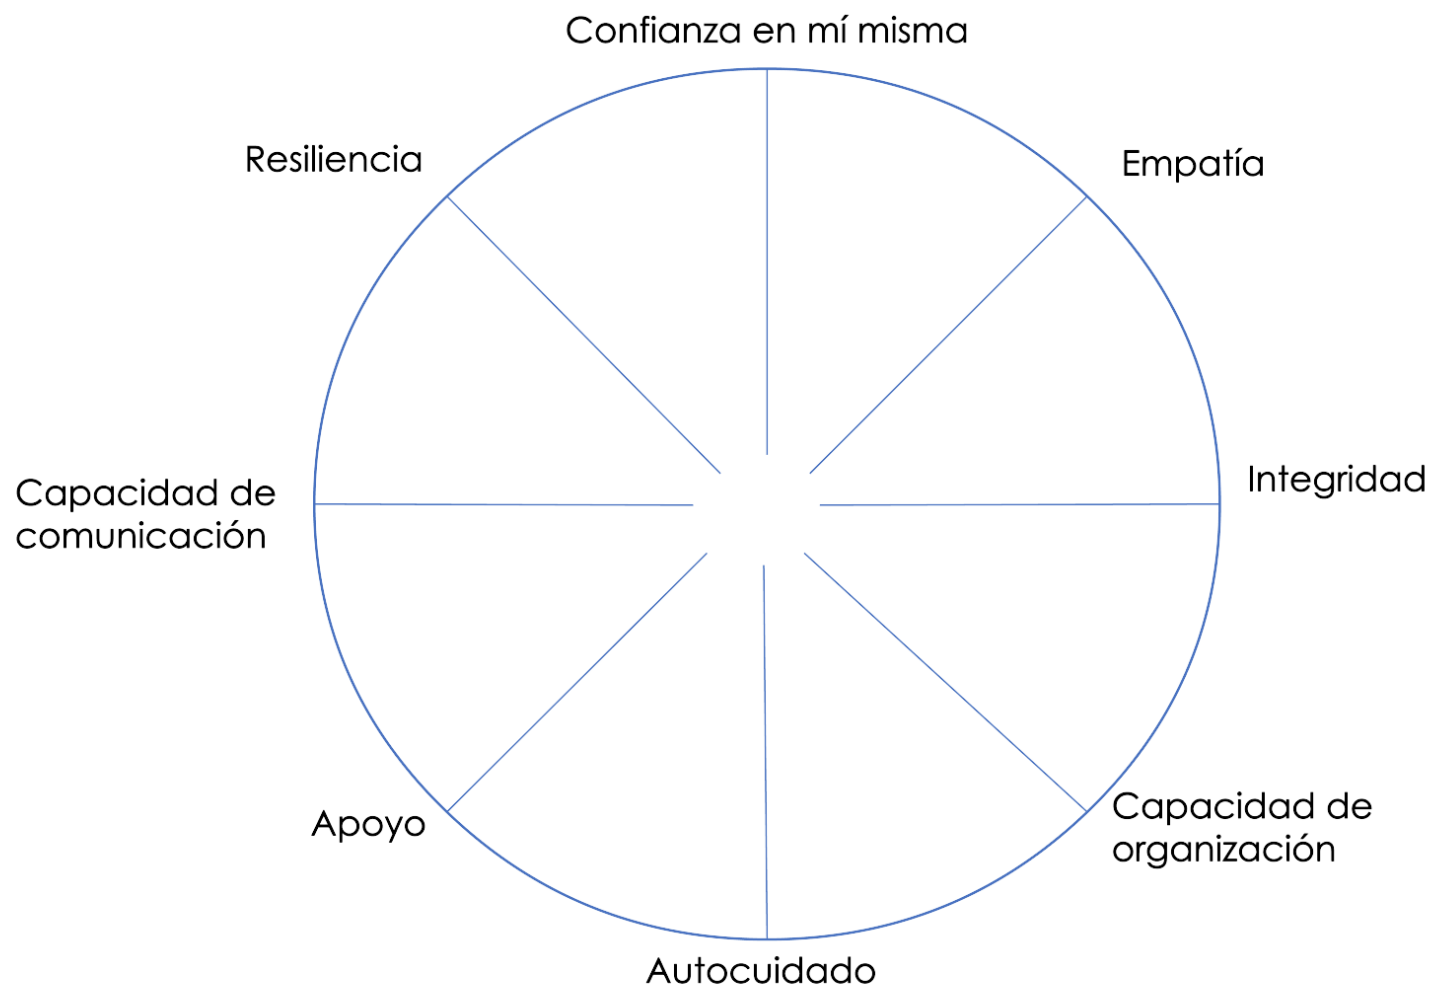 Confianza en mí misma
Resiliencia
Empatía
Capacidad de
comunicación
Integridad
Apoyo
Capacidad de
organización
Autocuidado